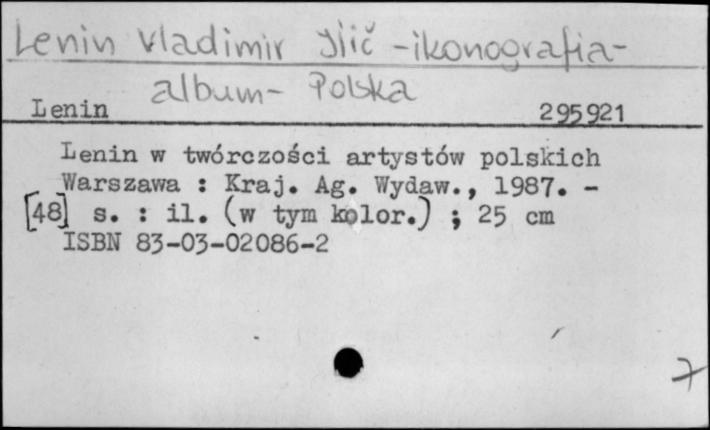 Lenin Vladimir Ilič -ikonografia-
album- Polska
Lenin 295921
Lenin w twórczości artystów polskich
Warszawa : Kraj. Ag. Wydaw., 1987. -
[48] s. : il. (w tym kolor.) ; 25 cm
ISBN 83-03-02086-2